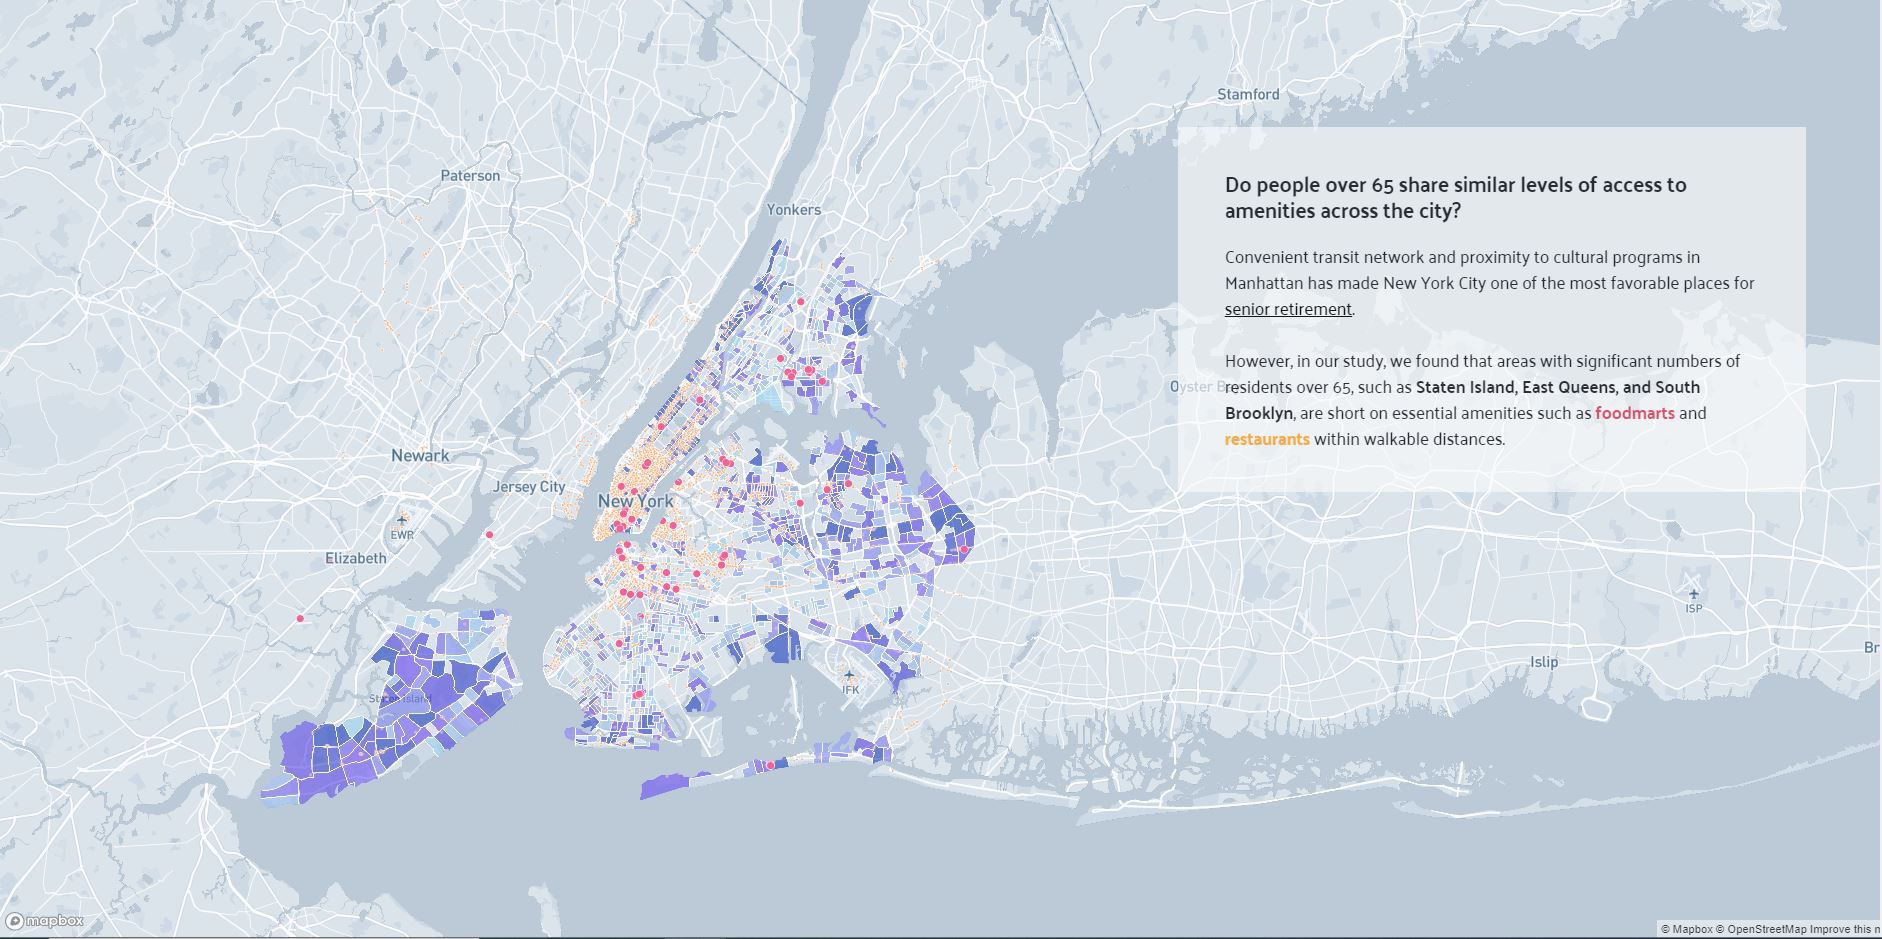 Stamford
Do people over 65 share similar levels of access to
amenities across the city?
Convenient transit network and proximity to cultural programs in
Manhattan has made New York City one of the most favorable places for
senior retirement.
However, in our study, we found that areas with significant numbers of
residents over 65, such as Staten Island, East Queens, and South
Brooklyn, are short on essential amenities such as foodmarts and
restaurants within walkable distances.
Paterson
Yonkers
Oyster B
Newark
Jersey City
New York
EWR
Elizabeth
ISP
Islip
Br
JFK
Staten Island
mapbox
© Mapbox © OpenStreetMap Improve this n